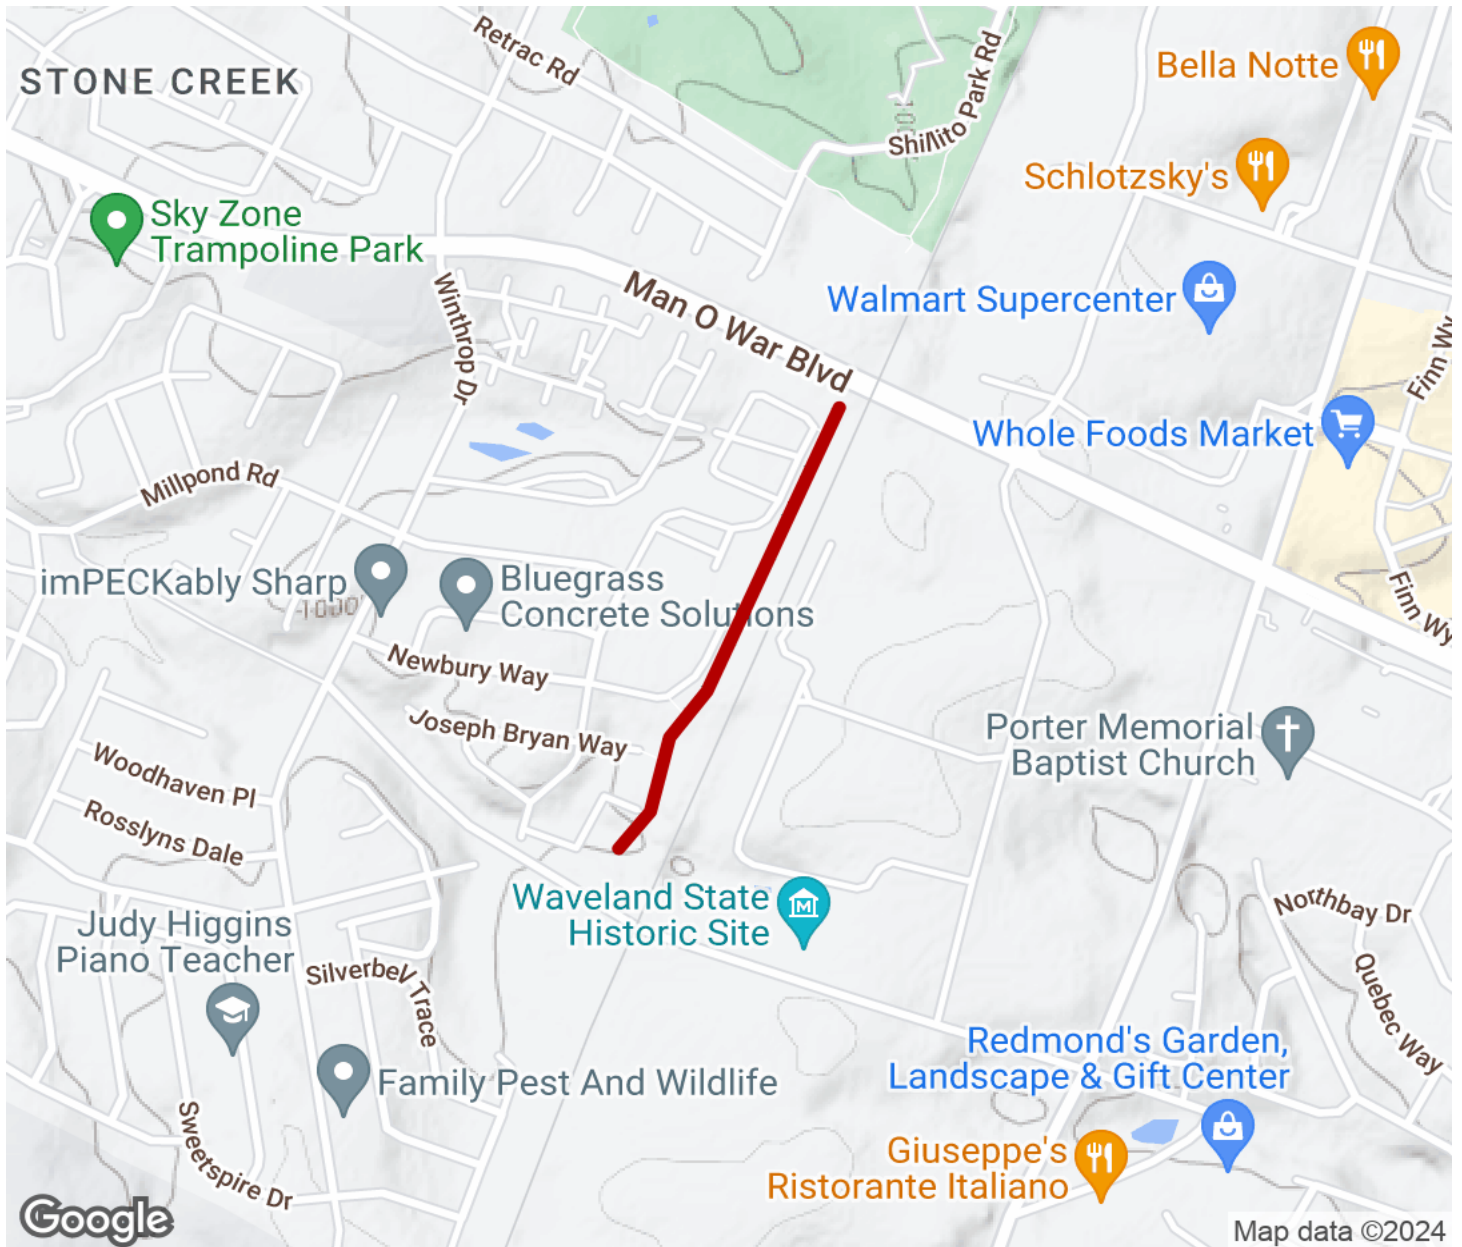 Retrac Rd
STONE CREEK
Bella Notte
Shillito Park Rd
Schlotzsky's
Sky Zone
Trampoline Park
Man O War Blvd
Walmart Supercenter
Winthrop Dr
Finn Wy
Whole Foods Market
Millpond Rd
imPECKably Sharp
1000
Bluegrass
Concrete Solutions
Finn Wy
Newbury Way
Joseph Bryan Way
Porter Memorial
Baptist Church
Woodhaven Pl
Rosslyns Dale
Waveland State
Historic Site
Northbay Dr
Judy Higgins
Piano Teacher
Silverbell Trace
Quebec Way
Redmond's Garden,
Landscape & Gift Center
Family Pest And Wildlife
Sweetspire Dr
Giuseppe's
Ristorante Italiano
Google
Map data ©2024